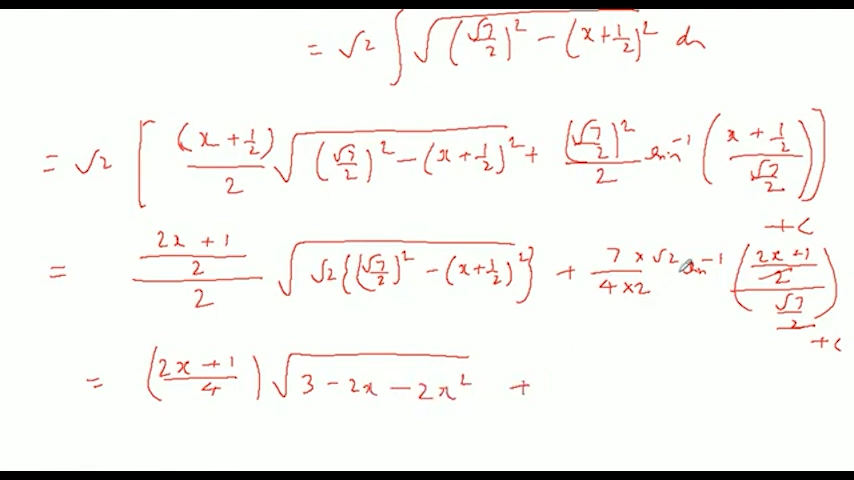 = √2 ∫ √((√7/2)² − (x+1/2)²) dx
= √2 [ (x + 1/2)/2 √((√7/2)² − (x+1/2)²) + (√7/2)²/2 sin⁻¹ ((x + 1/2)/(√7/2)) ] + c
= ((2x + 1)/2)/2 √(√2{(√7/2)² − (x+1/2)²}) + (7 × √2)/(4×2) sin⁻¹ (((2x+1)/2)/(√7/2)) + c
= ((2x + 1)/4) √(3 − 2x − 2x²) +